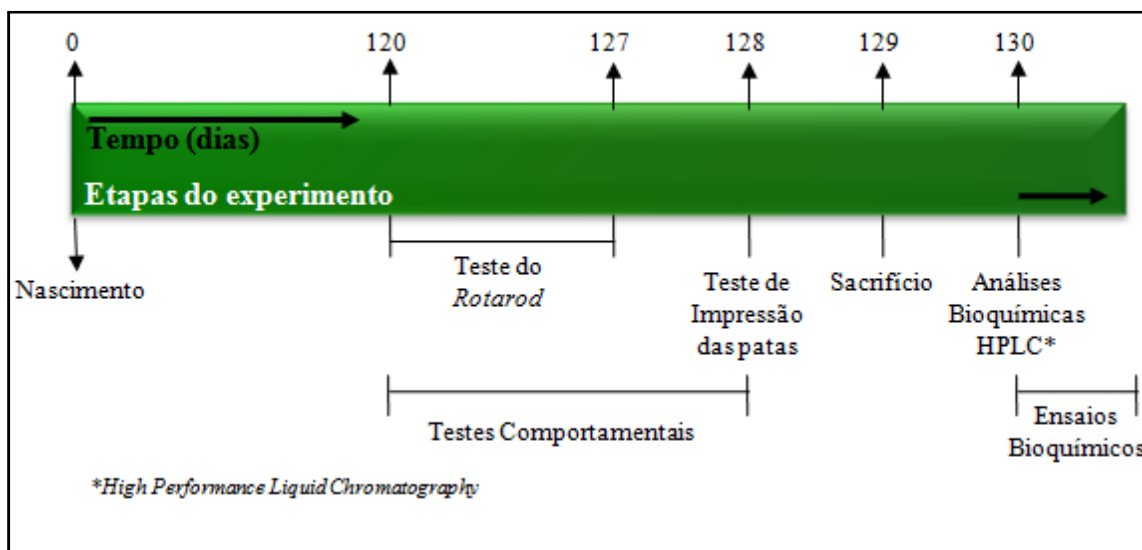 0 120 127 128 129 130
Tempo (dias)
Etapas do experimento
Nascimento
Teste do
Rotarod
Teste de
Impressão
das patas
Sacrifício
Análises
Bioquímicas
HPLC*
Testes Comportamentais
Ensaios
Bioquímicos
*High Performance Liquid Chromatography